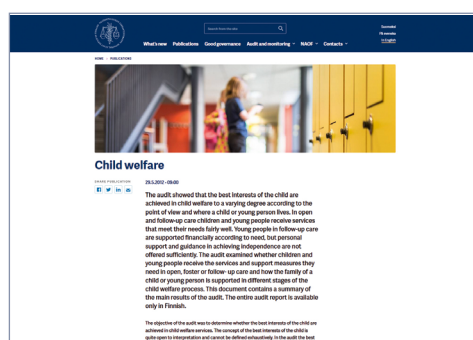 Search from the site
Suomeksi
På svenska
In English
What's new Publications Good governance Audit and monitoring NAOF Contacts
HOME PUBLICATIONS
Child welfare
SHARE PUBLICATION
29.5.2012 - 09:00
The audit showed that the best interests of the child are
achieved in child welfare to a varying degree according to the
point of view and where a child or young person lives. In open
and follow-up care children and young people receive services
that meet their needs fairly well. Young people in follow-up care
are supported financially according to need, but personal
support and guidance in achieving independence are not
offered sufficiently. The audit examined whether children and
young people receive the services and support measures they
need in open, foster or follow- up care and how the family of a
child or young person is supported in different stages of the
child welfare process. This document contains a summary of
the main results of the audit. The entire audit report is available
only in Finnish.
The objective of the audit was to determine whether the best interests of the child are
achieved in child welfare services. The concept of the best interests of the child is
quite open to interpretation and cannot be defined exhaustively. In the audit the best